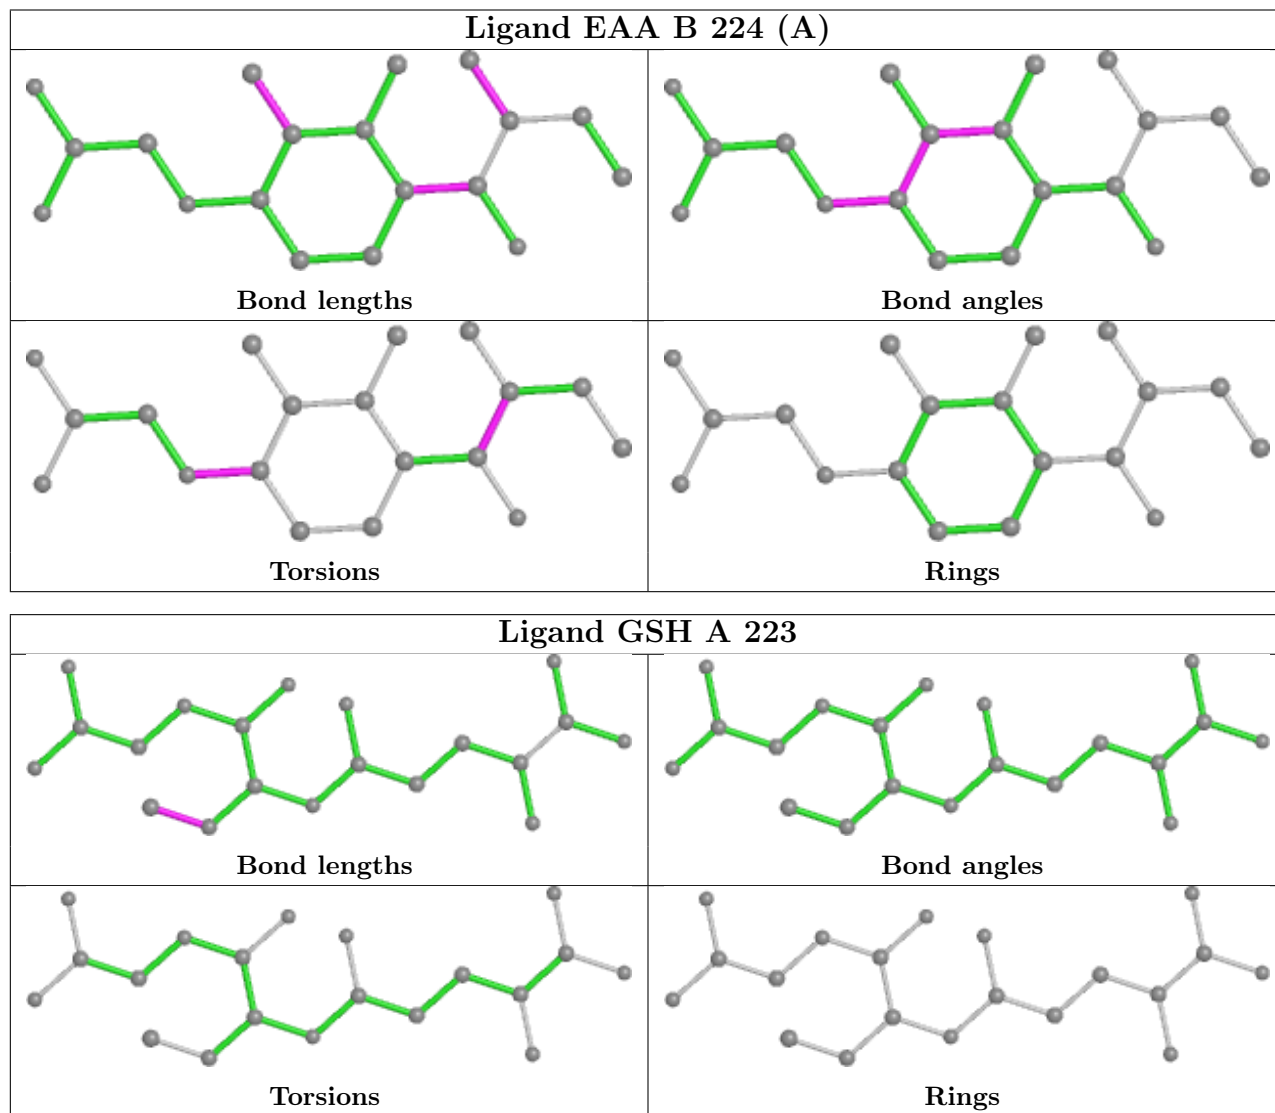 Ligand EAA B 224 (A)
Bond lengths
Bond angles
Torsions
Rings
Ligand GSH A 223
Bond lengths
Bond angles
Torsions
Rings